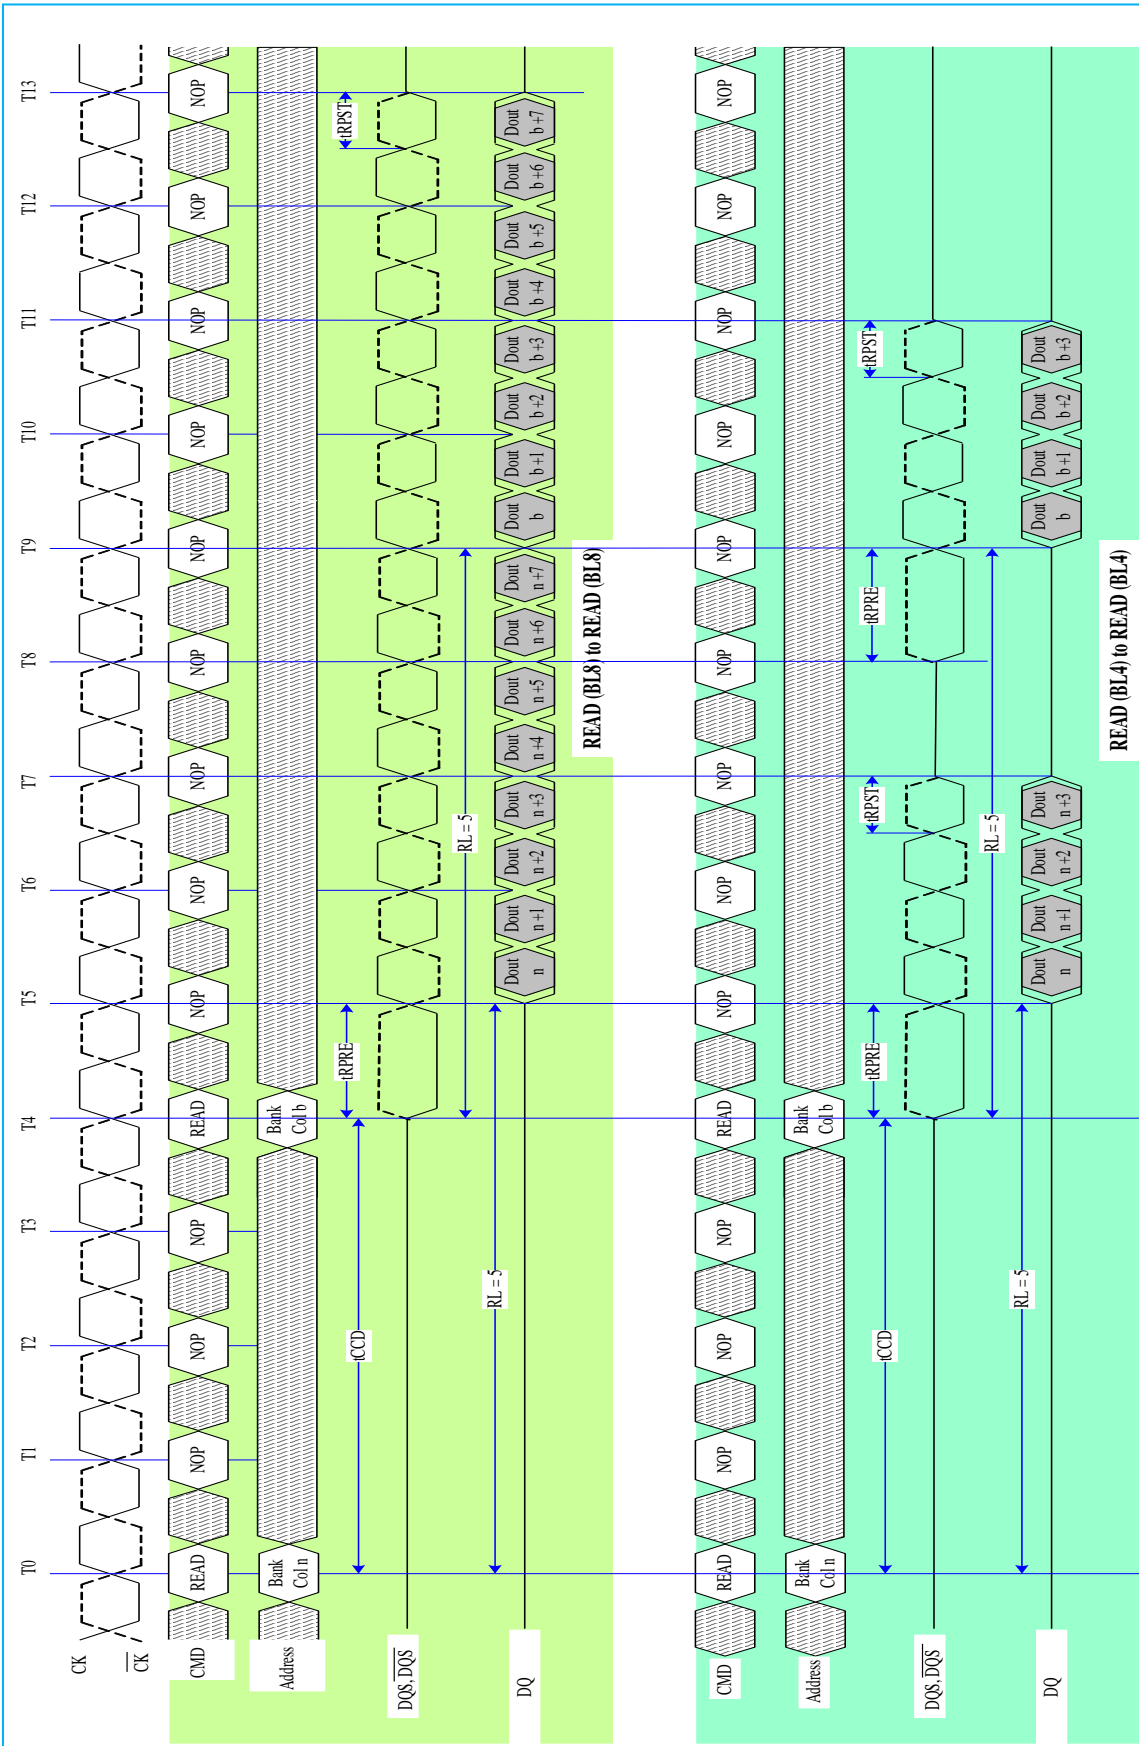 T0 T1 T2 T3 T4 T5 T6 T7 T8 T9 T10 T11 T12 T13
CK
CK
CMD READ NOP NOP NOP READ NOP NOP NOP NOP NOP NOP NOP NOP NOP
Address Bank Col n Bank Col b
tCCD tRPRE tRPST
DQS, DQS
RL = 5
RL = 5
DQ Dout n Dout n +1 Dout n +2 Dout n +3 Dout n +4 Dout n +5 Dout n +6 Dout n +7 Dout b Dout b +1 Dout b +2 Dout b +3 Dout b +4 Dout b +5 Dout b +6 Dout b +7
READ (BL8) to READ (BL8)
CMD READ NOP NOP NOP READ NOP NOP NOP NOP NOP NOP NOP NOP NOP
Address Bank Col n Bank Col b
tCCD tRPRE tRPST tRPRE tRPST
DQS, DQS
RL = 5
RL = 5
DQ Dout n Dout n +1 Dout n +2 Dout n +3 Dout b Dout b +1 Dout b +2 Dout b +3
READ (BL4) to READ (BL4)